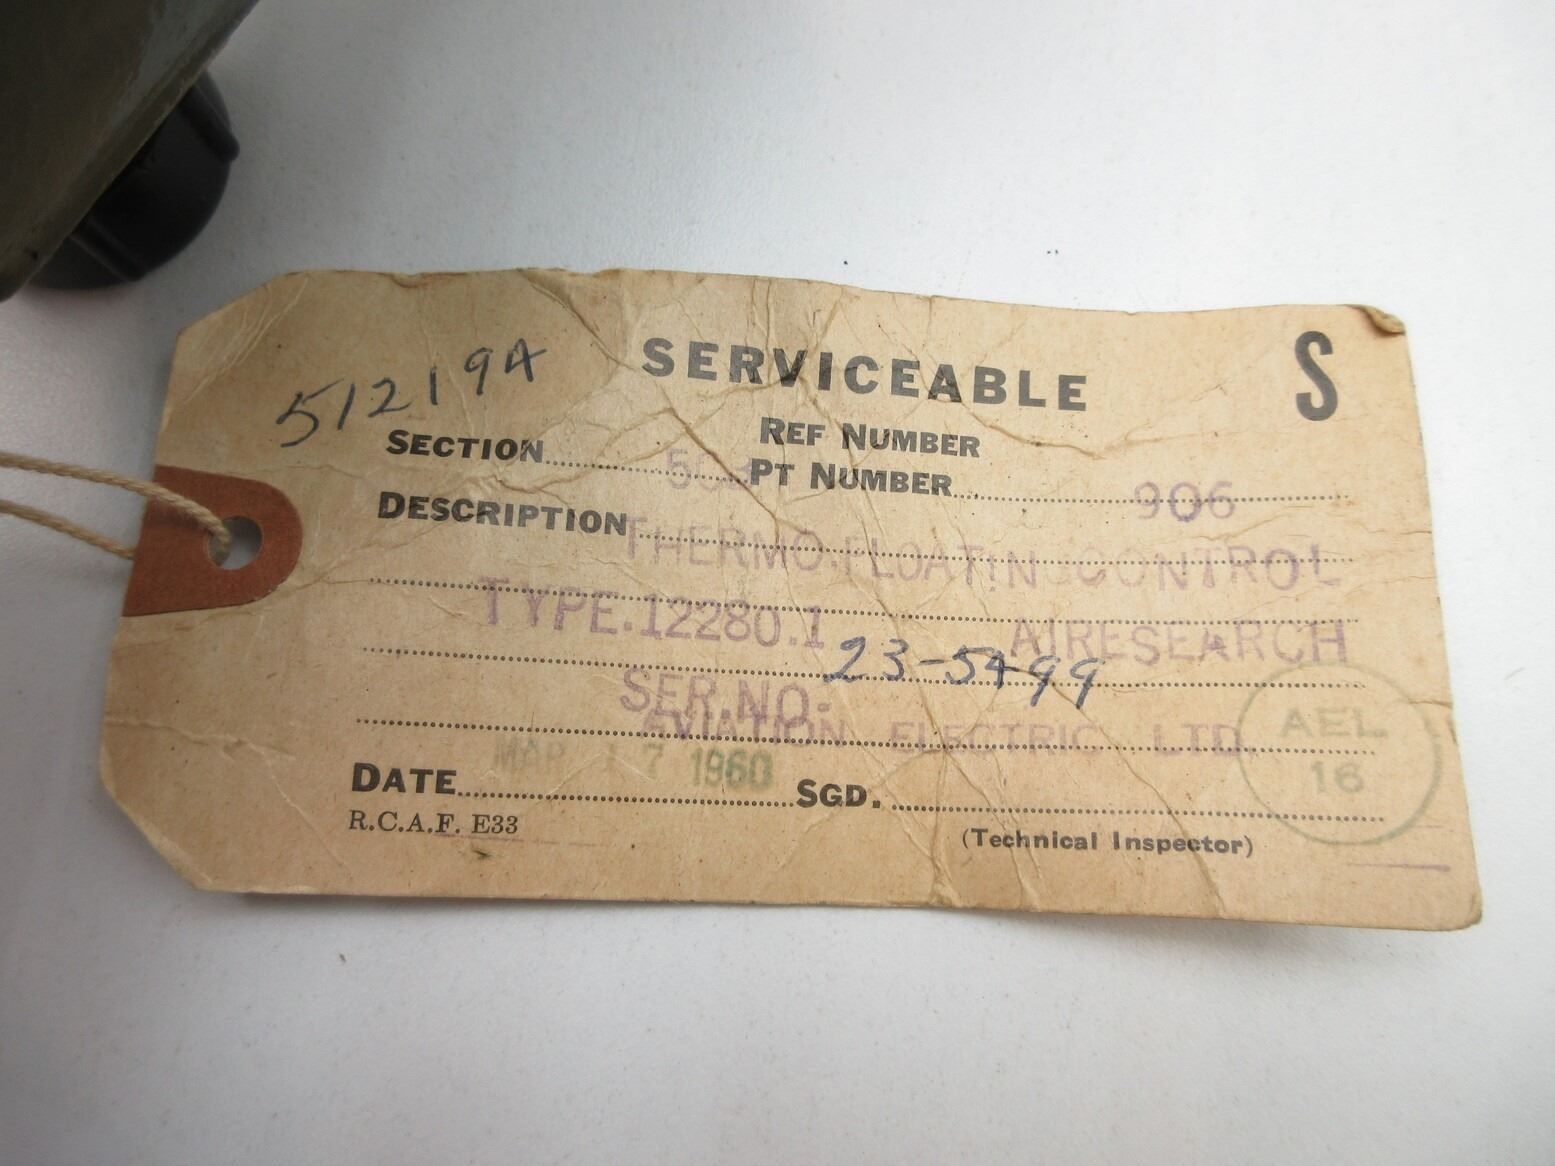 SERVICEABLE S
512194
REF NUMBER
SECTION PT NUMBER 906
DESCRIPTION THERMO. FLOATIN CONTROL
TYPE.12280.1 AIRESEARCH
SER.NO. 23-5499
AVIATION ELECTRIC LTD.
AEL
16
DATE MAR 17 1960 SGD.
R.C.A.F. E33
(Technical Inspector)